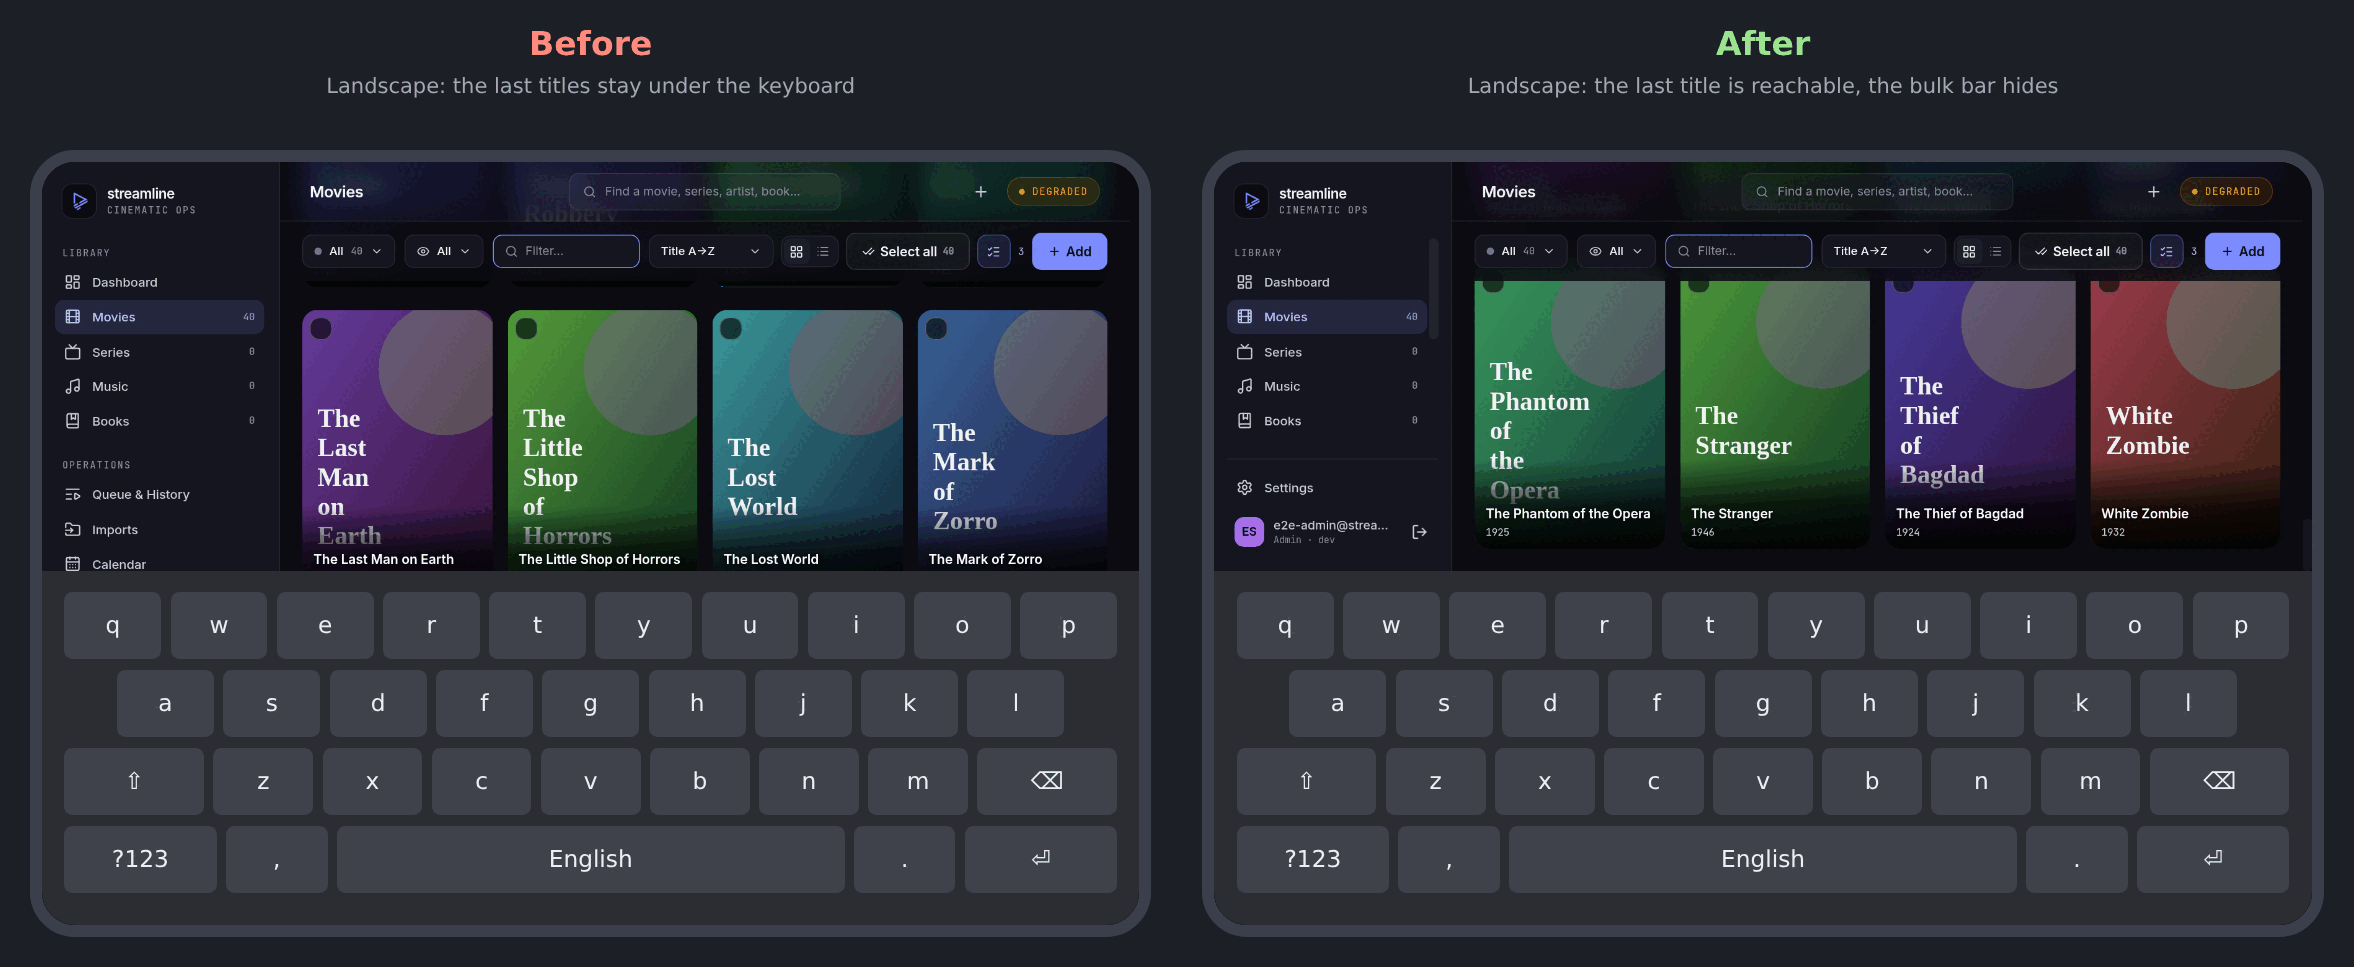 Before
Landscape: the last titles stay under the keyboard
streamline
CINEMATIC OPS
LIBRARY
Dashboard
Movies 40
Series 0
Music 0
Books 0
OPERATIONS
Queue & History
Imports
Calendar
Movies
Find a movie, series, artist, book...
+
DEGRADED
Robbery
All 40
All
Filter...
Title A→Z
Select all 40
3
+ Add
The
Last
Man
on
Earth
The Last Man on Earth
The
Little
Shop
of
Horrors
The Little Shop of Horrors
The
Lost
World
The Lost World
The
Mark
of
Zorro
The Mark of Zorro
q w e r t y u i o p
a s d f g h j k l
⇧ z x c v b n m ⌫
?123 , English . ⏎
After
Landscape: the last title is reachable, the bulk bar hides
streamline
CINEMATIC OPS
LIBRARY
Dashboard
Movies 40
Series 0
Music 0
Books 0
Settings
ES
e2e-admin@strea...
Admin · dev
Movies
Find a movie, series, artist, book...
+
DEGRADED
All 40
All
Filter...
Title A→Z
Select all 40
3
+ Add
The
Phantom
of
the
Opera
The Phantom of the Opera
1925
The
Stranger
The Stranger
1946
The
Thief
of
Bagdad
The Thief of Bagdad
1924
White
Zombie
White Zombie
1932
q w e r t y u i o p
a s d f g h j k l
⇧ z x c v b n m ⌫
?123 , English . ⏎